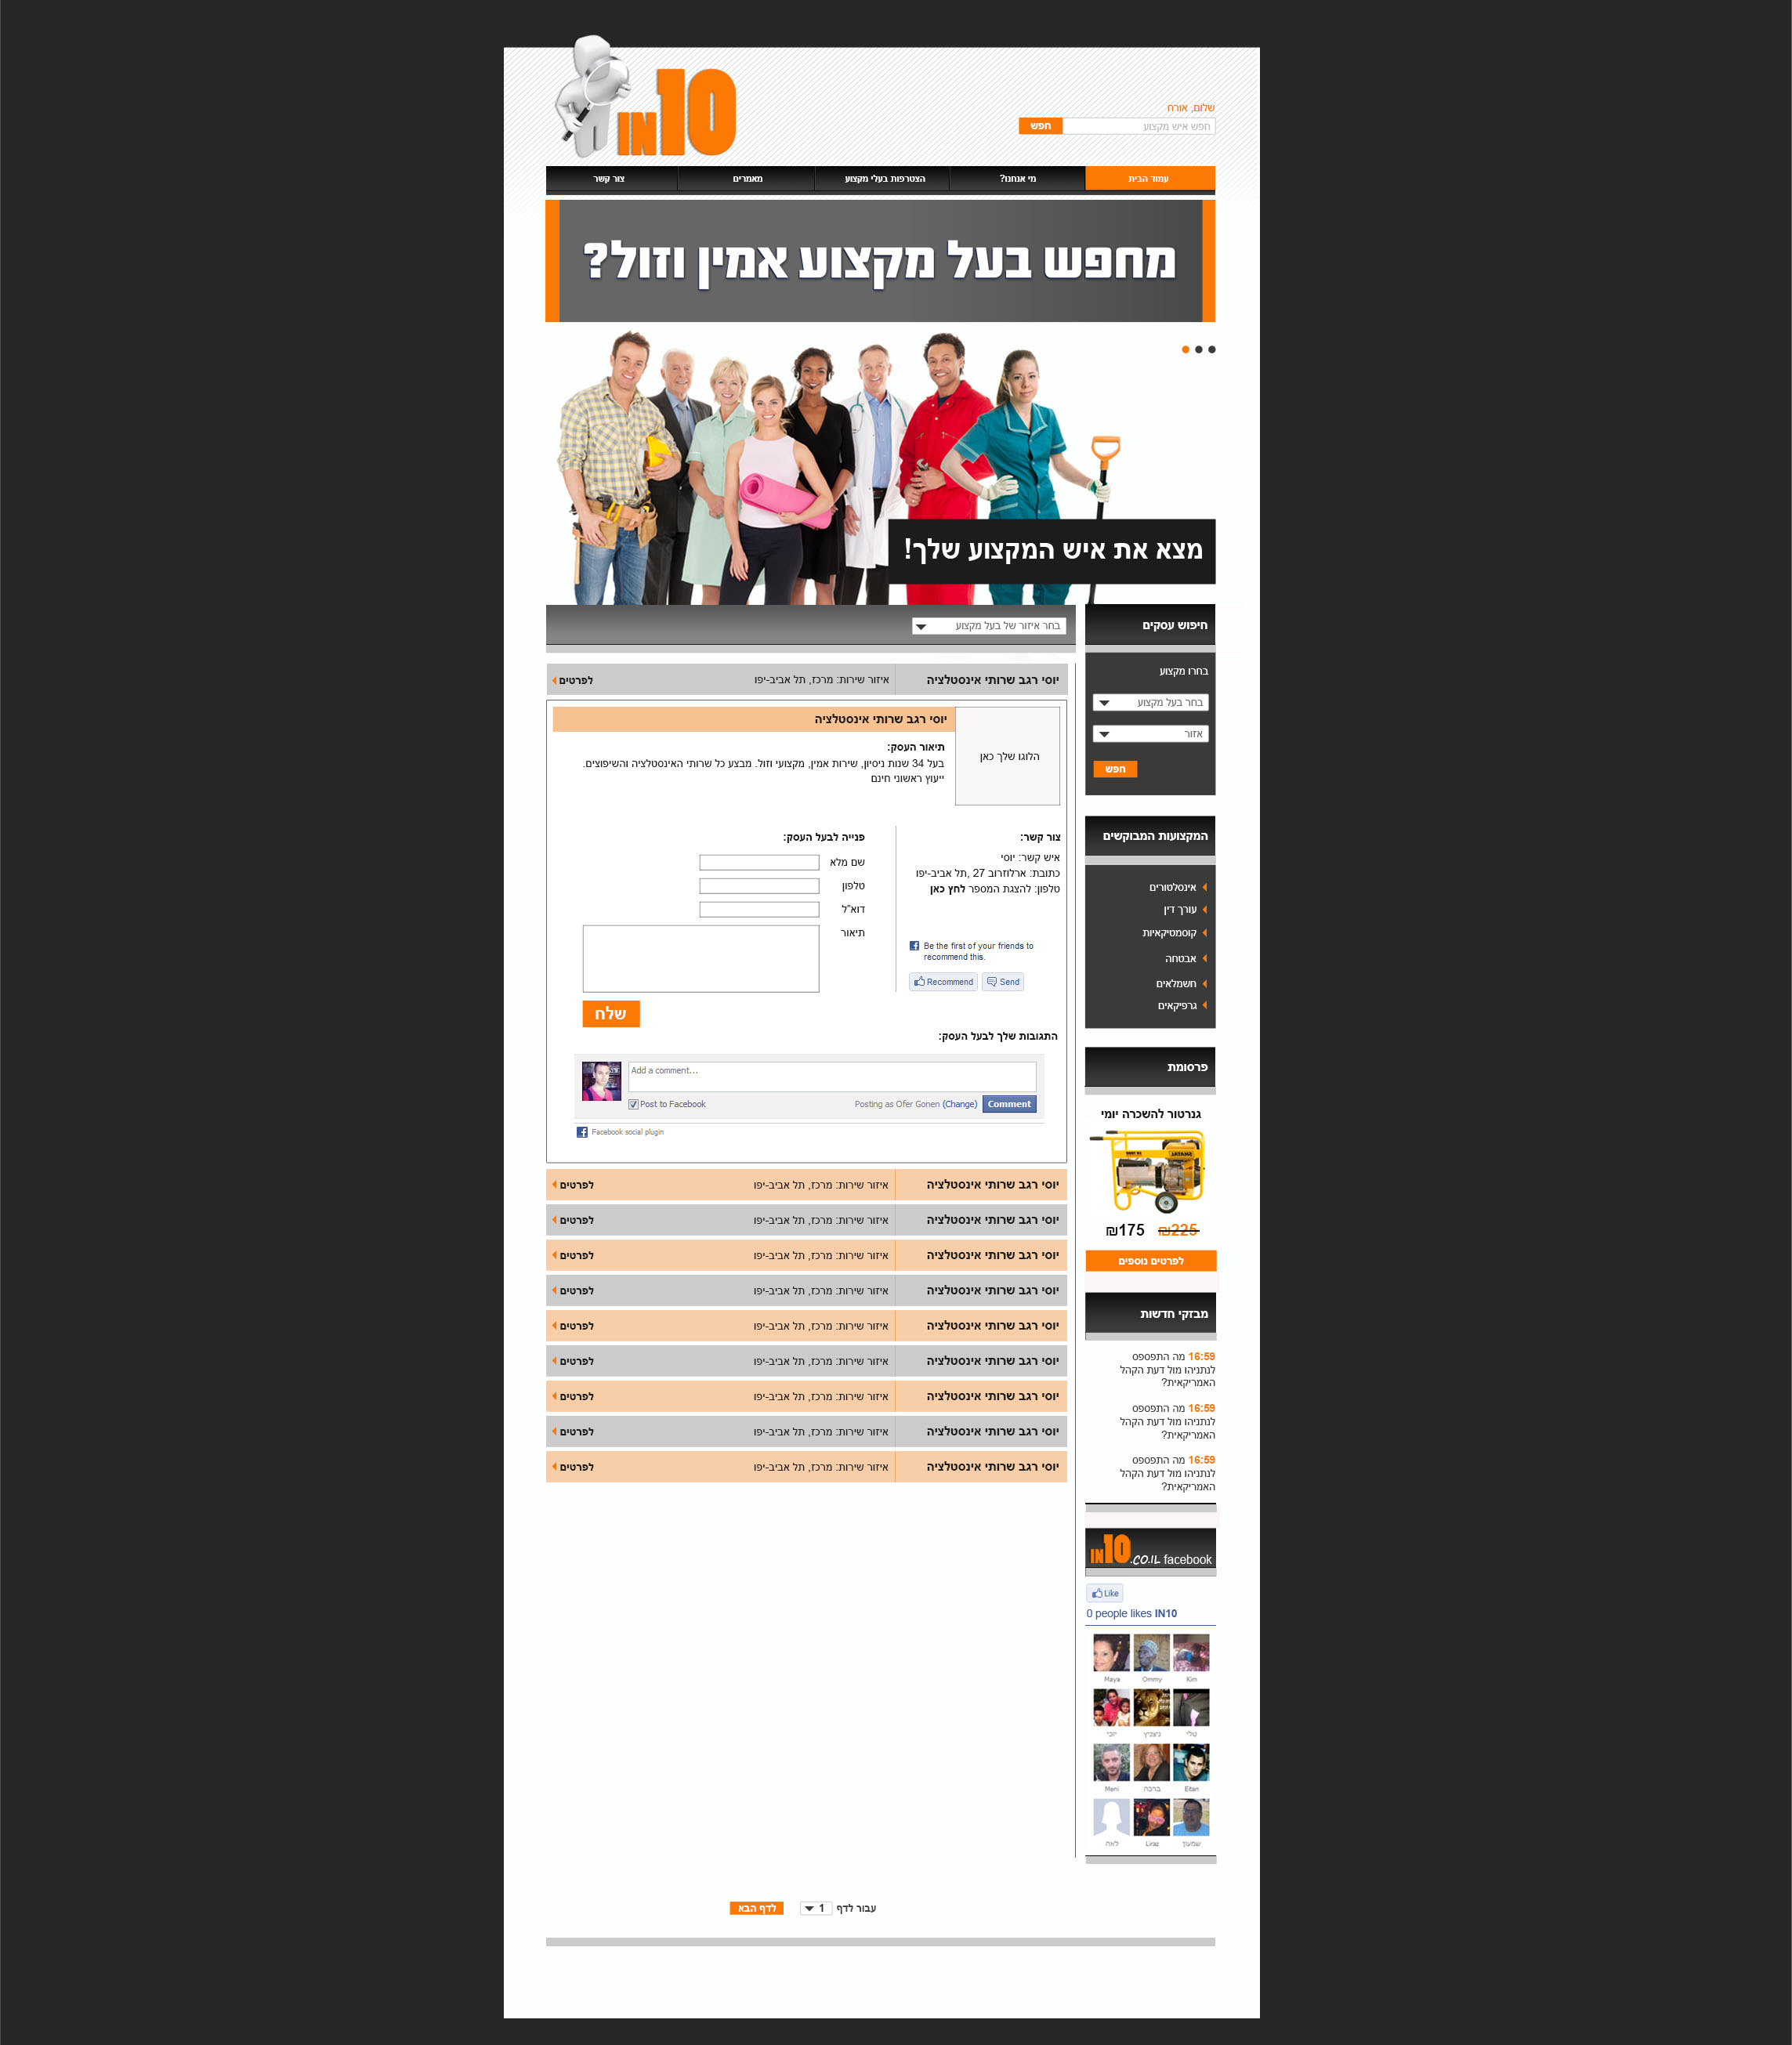 IN10
שלום, אורח
חפש איש מקצוע
חפש
עמוד הבית
מי אנחנו?
הצטרפות בעלי מקצוע
מאמרים
צור קשר
מחפש בעל מקצוע אמין וזול?
מצא את איש המקצוע שלך!
חיפוש עסקים
בחרו מקצוע
בחר בעל מקצוע
אזור
חפש
המקצועות המבוקשים
אינסלטורים
עורך דין
קוסמטיקאיות
אבטחה
חשמלאים
גרפיקאים
פרסומת
גנרטור להשכרה יומי
₪225 ₪175
לפרטים נוספים
מבזקי חדשות
16:59 מה התפספס
לנתניהו מול דעת הקהל
האמריקאית?
16:59 מה התפספס
לנתניהו מול דעת הקהל
האמריקאית?
16:59 מה התפספס
לנתניהו מול דעת הקהל
האמריקאית?
IN10.CO.IL facebook
Like
0 people likes IN10
Maya Ommy Kim
יוכי ניצניץ טלי
Meni ברכה Eitan
לאה Liraz שמעון
בחר איזור של בעל מקצוע
יוסי רגב שרותי אינסטלציה איזור שירות: מרכז, תל אביב-יפו לפרטים
הלוגו שלך כאן
יוסי רגב שרותי אינסטלציה
תיאור העסק:
בעל 34 שנות ניסיון, שירות אמין, מקצועי וזול. מבצע כל שרותי האינסטלציה והשיפוצים.
ייעוץ ראשוני חינם
צור קשר:
איש קשר: יוסי
כתובת: ארלוזרוב 27 ,תל אביב-יפו
טלפון: להצגת המספר לחץ כאן
Be the first of your friends to
recommend this.
Recommend Send
פנייה לבעל העסק:
שם מלא
טלפון
דוא"ל
תיאור
שלח
התגובות שלך לבעל העסק:
Add a comment...
Post to Facebook Posting as Ofer Gonen (Change) Comment
Facebook social plugin
יוסי רגב שרותי אינסטלציה איזור שירות: מרכז, תל אביב-יפו לפרטים
יוסי רגב שרותי אינסטלציה איזור שירות: מרכז, תל אביב-יפו לפרטים
יוסי רגב שרותי אינסטלציה איזור שירות: מרכז, תל אביב-יפו לפרטים
יוסי רגב שרותי אינסטלציה איזור שירות: מרכז, תל אביב-יפו לפרטים
יוסי רגב שרותי אינסטלציה איזור שירות: מרכז, תל אביב-יפו לפרטים
יוסי רגב שרותי אינסטלציה איזור שירות: מרכז, תל אביב-יפו לפרטים
יוסי רגב שרותי אינסטלציה איזור שירות: מרכז, תל אביב-יפו לפרטים
יוסי רגב שרותי אינסטלציה איזור שירות: מרכז, תל אביב-יפו לפרטים
יוסי רגב שרותי אינסטלציה איזור שירות: מרכז, תל אביב-יפו לפרטים
עבור לדף 1 לדף הבא